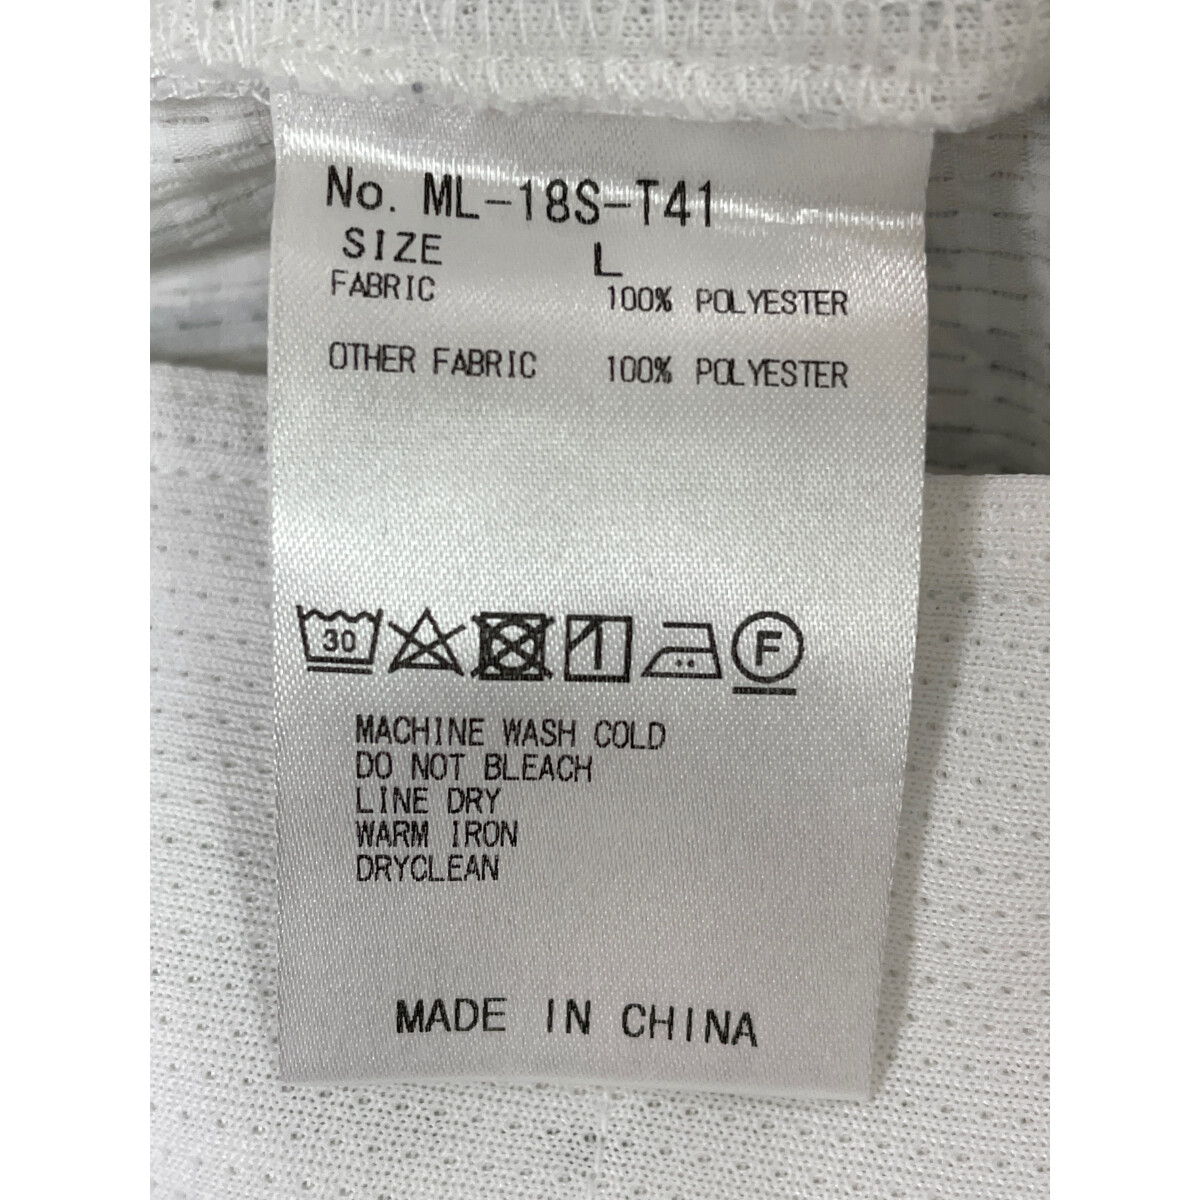 No. ML-18S-T41
SIZE L
FABRIC 100% POLYESTER
OTHER FABRIC 100% POLYESTER
30 F
MACHINE WASH COLD
DO NOT BLEACH
LINE DRY
WARM IRON
DRYCLEAN
MADE IN CHINA